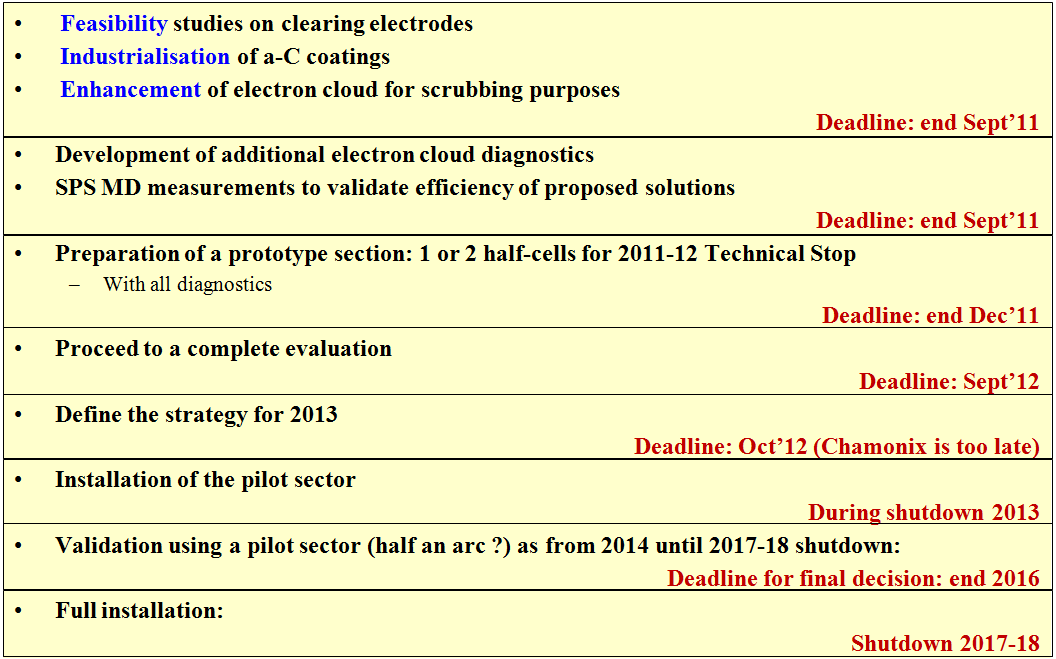 • Feasibility studies on clearing electrodes
• Industrialisation of a-C coatings
• Enhancement of electron cloud for scrubbing purposes
Deadline: end Sept’11
• Development of additional electron cloud diagnostics
• SPS MD measurements to validate efficiency of proposed solutions
Deadline: end Sept’11
• Preparation of a prototype section: 1 or 2 half-cells for 2011-12 Technical Stop
– With all diagnostics
Deadline: end Dec’11
• Proceed to a complete evaluation
Deadline: Sept’12
• Define the strategy for 2013
Deadline: Oct’12 (Chamonix is too late)
• Installation of the pilot sector
During shutdown 2013
• Validation using a pilot sector (half an arc ?) as from 2014 until 2017-18 shutdown:
Deadline for final decision: end 2016
• Full installation:
Shutdown 2017-18